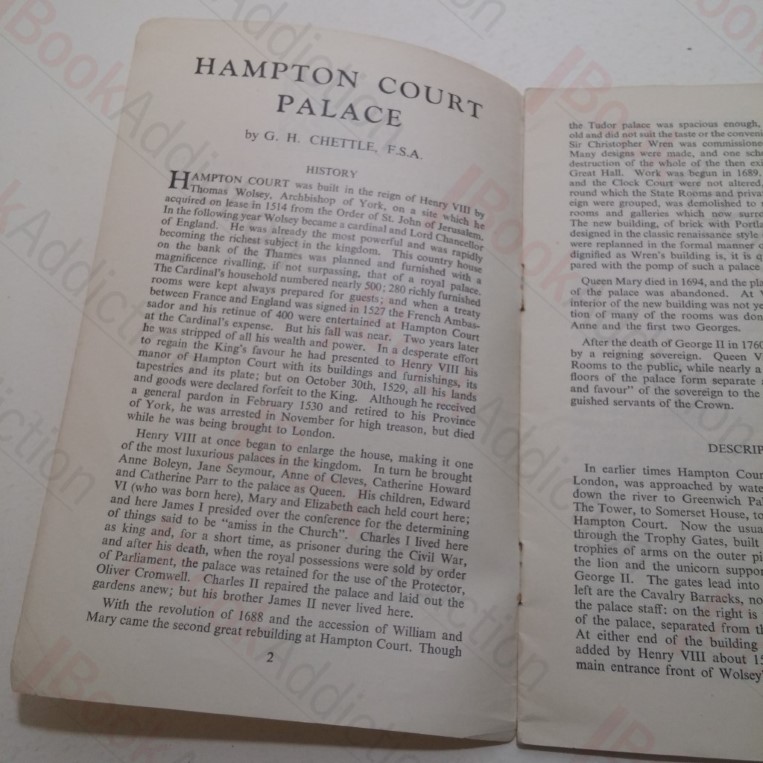 HAMPTON COURT
PALACE
by G. H. CHETTLE, F.S.A.
HISTORY
HAMPTON COURT was built in the reign of Henry VIII by
Thomas Wolsey, Archbishop of York, on a site which he
acquired on lease in 1514 from the Order of St. John of Jerusalem.
In the following year Wolsey became a cardinal and Lord Chancellor
of England. He was already the most powerful and was rapidly
becoming the richest subject in the kingdom. This country house
on the bank of the Thames was planned and furnished with a
magnificence rivalling, if not surpassing, that of a royal palace.
The Cardinal's household numbered nearly 500; 280 richly furnished
rooms were kept always prepared for guests; and when a treaty
between France and England was signed in 1527 the French Ambas-
sador and his retinue of 400 were entertained at Hampton Court
at the Cardinal's expense. But his fall was near. Two years later
he was stripped of all his wealth and power. In a desperate effort
to regain the King's favour he had presented to Henry VIII his
manor of Hampton Court with its buildings and furnishings, its
tapestries and its plate; but on October 30th, 1529, all his lands
and goods were declared forfeit to the King. Although he received
a general pardon in February 1530 and retired to his Province
of York, he was arrested in November for high treason, but died
while he was being brought to London.
Henry VIII at once began to enlarge the house, making it one
of the most luxurious palaces in the kingdom. In turn he brought
Anne Boleyn, Jane Seymour, Anne of Cleves, Catherine Howard
and Catherine Parr to the palace as Queen. His children, Edward
VI (who was born here), Mary and Elizabeth each held court here;
and here James I presided over the conference for the determining
of things said to be "amiss in the Church". Charles I lived here
as king and, for a short time, as prisoner during the Civil War,
and after his death, when the royal possessions were sold by order
of Parliament, the palace was retained for the use of the Protector,
Oliver Cromwell. Charles II repaired the palace and laid out the
gardens anew; but his brother James II never lived here.
With the revolution of 1688 and the accession of William and
Mary came the second great rebuilding at Hampton Court. Though
2
the Tudor palace was spacious enough,
old and did not suit the taste or the conveni
Sir Christopher Wren was commissione
Many designs were made, and one sche
destruction of the whole of the then exi
Great Hall. Work was begun in 1689,
and the Clock Court were not altered,
round which the State Rooms and priva
eign were grouped, was demolished to
rooms and galleries which now surro
The new building, of brick with Portla
designed in the classic renaissance style
were replanned in the formal manner o
dignified as Wren's building is, it is q
pared with the pomp of such a palace
Queen Mary died in 1694, and the pla
of the palace was abandoned. At
interior of the new building was not ye
tion of many of the rooms was don
Anne and the first two Georges.
After the death of George II in 1760
by a reigning sovereign. Queen V
Rooms to the public, while nearly a
floors of the palace form separate
and favour" of the sovereign to the
guished servants of the Crown.
DESCRIP
In earlier times Hampton Cour
London, was approached by wate
down the river to Greenwich Pa
The Tower, to Somerset House, to
Hampton Court. Now the usua
through the Trophy Gates, built
trophies of arms on the outer pi
the lion and the unicorn suppor
George II. The gates lead into
left are the Cavalry Barracks, no
the palace staff: on the right is
of the palace, separated from th
At either end of the building
added by Henry VIII about 15
main entrance front of Wolsey'
BookAddiction